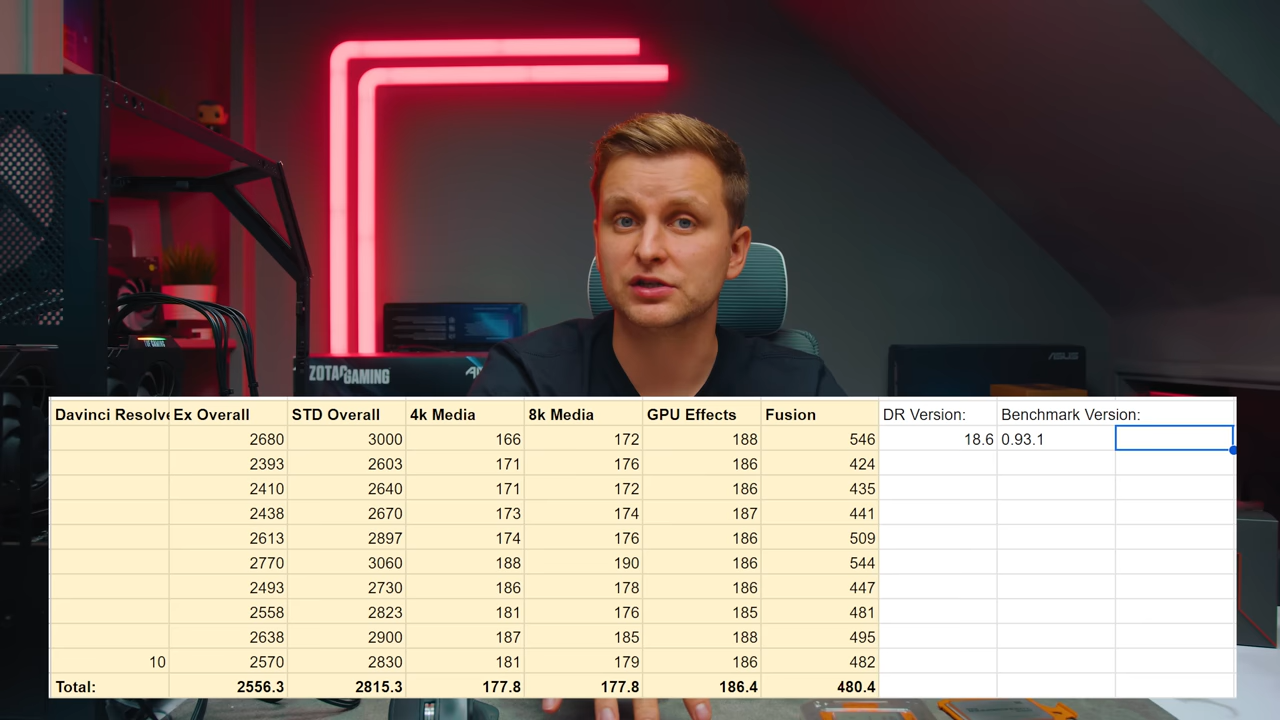 ZOTAC GAMING
ASUS
Davinci Resolve Ex Overall STD Overall 4k Media 8k Media GPU Effects Fusion DR Version: Benchmark Version:
2680 3000 166 172 188 546 18.6 0.93.1
2393 2603 171 176 186 424
2410 2640 171 172 186 435
2438 2670 173 174 187 441
2613 2897 174 176 186 509
2770 3060 188 190 186 544
2493 2730 186 178 186 447
2558 2823 181 176 185 481
2638 2900 187 185 188 495
10 2570 2830 181 179 186 482
Total: 2556.3 2815.3 177.8 177.8 186.4 480.4